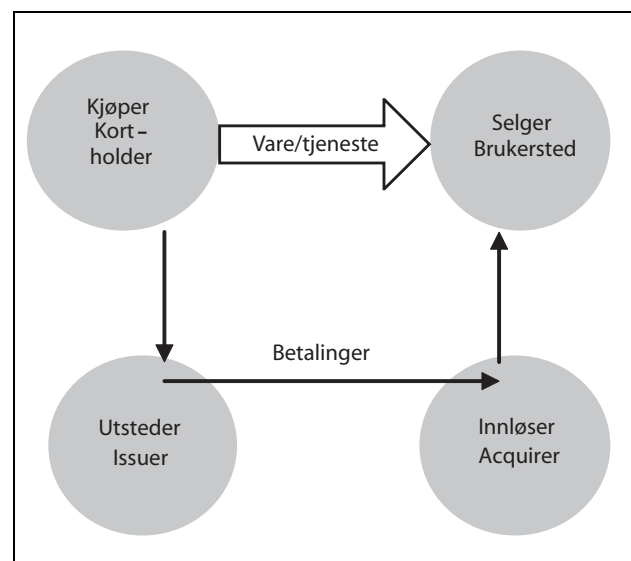 Kjøper
Kort–
holder
Vare/tjeneste
Selger
Brukersted
Betalinger
Utsteder
Issuer
Innløser
Acquirer